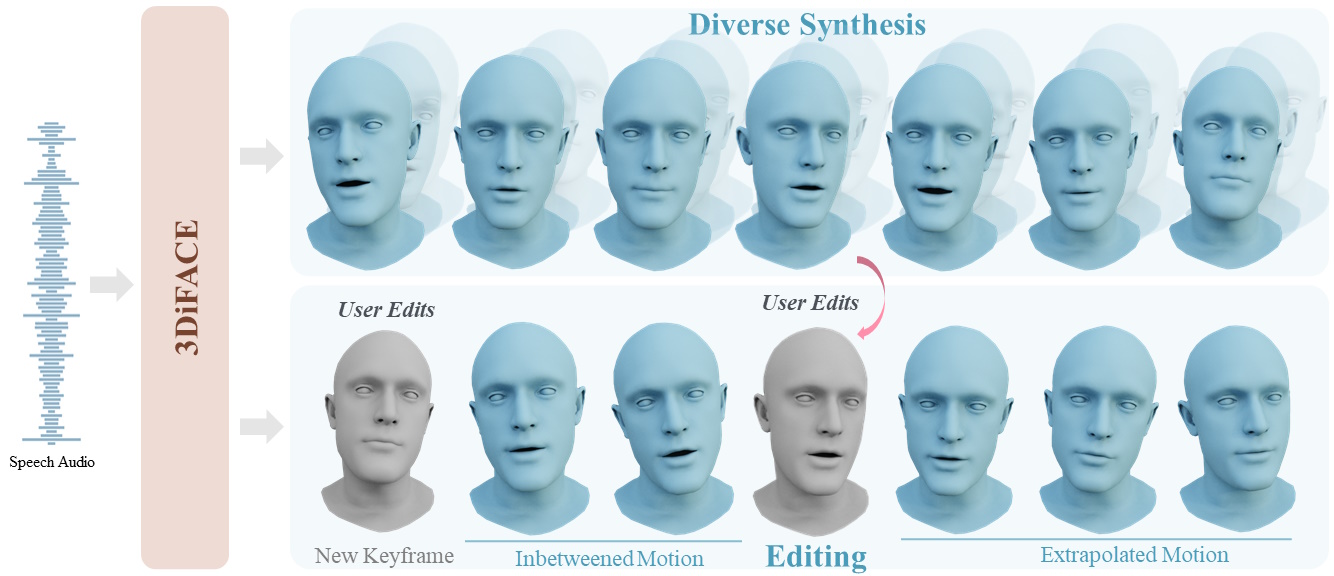 Diverse Synthesis
3DiFACE
Speech Audio
User Edits
User Edits
New Keyframe
Inbetweened Motion
Editing
Extrapolated Motion